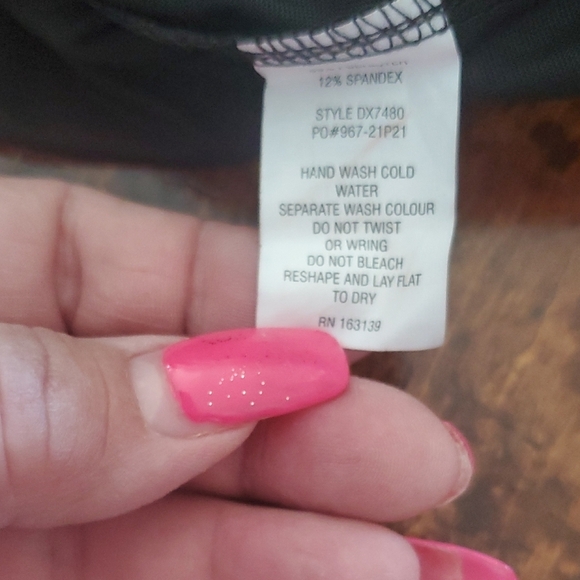 12% SPANDEX
STYLE DX7480
PO#967-21P21
HAND WASH COLD
WATER
SEPARATE WASH COLOUR
DO NOT TWIST
OR WRING
DO NOT BLEACH
RESHAPE AND LAY FLAT
TO DRY
RN 163139